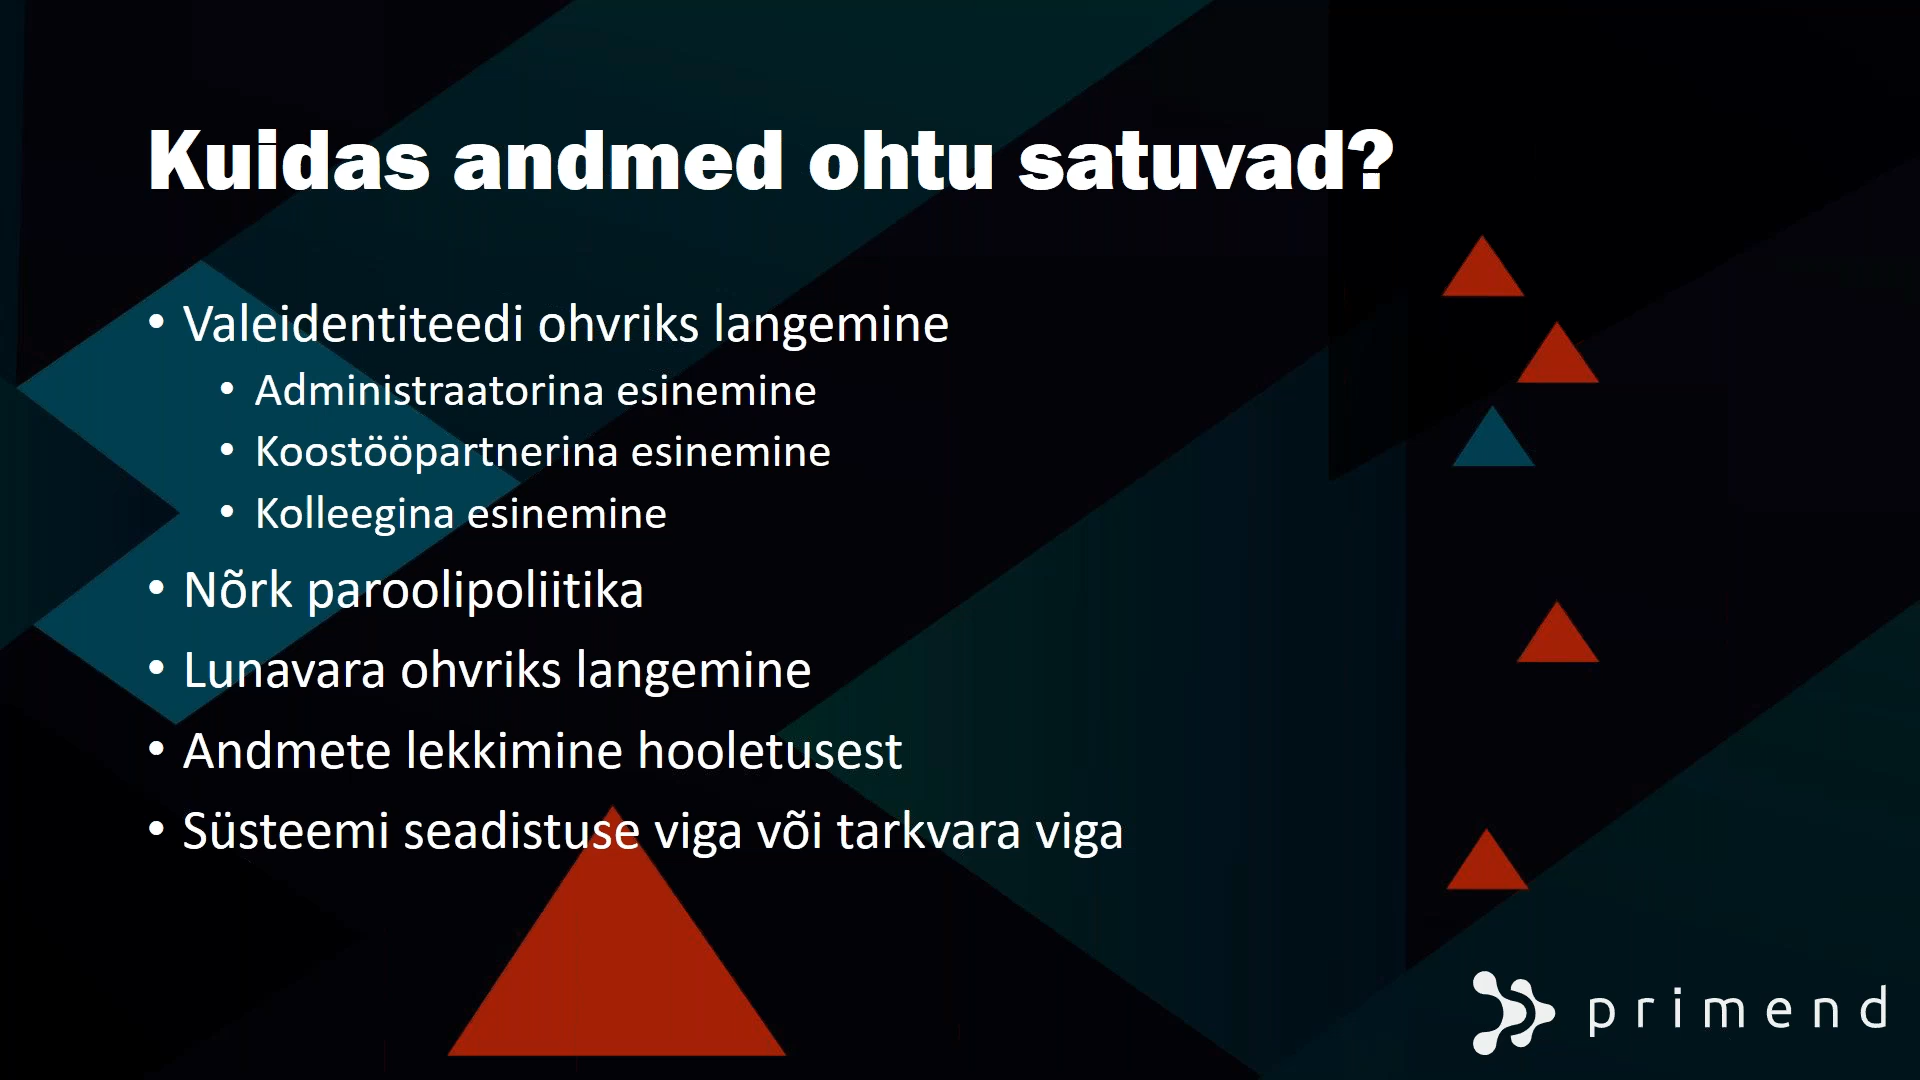 Kuidas andmed ohtu satuvad?
• Valeidentiteedi ohvriks langemine
• Administraatorina esinemine
• Koostööpartnerina esinemine
• Kolleegina esinemine
• Nõrk paroolipoliitika
• Lunavara ohvriks langemine
• Andmete lekkimine hooletusest
• Süsteemi seadistuse viga või tarkvara viga
primend